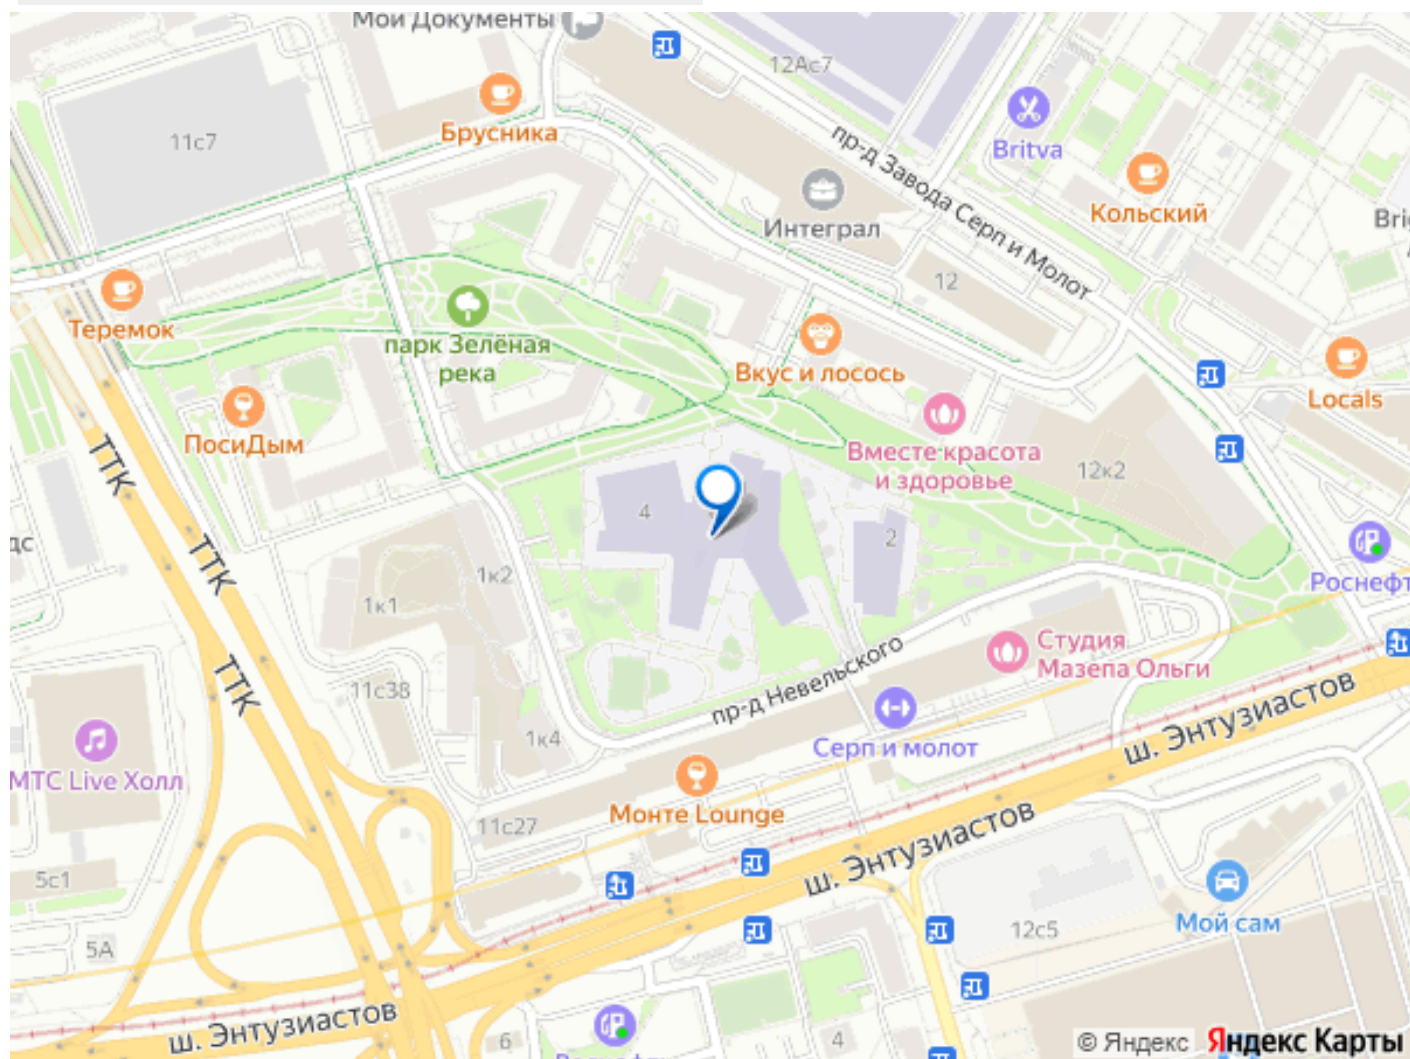 Мои Документы
12Ас7
Брусника
11с7
Britva
пр-д Завода Серп и Молот
Кольский
Интеграл
12
Теремок
парк Зелёная
река
Вкус и лосось
Locals
ПосиДым
Вместе красота
и здоровье
12к2
ТТК
4
2
ТТК
1к2
1к1
Роснефт
пр-д Невельского
Студия
Мазепа Ольги
ТТК
11с38
1к4
Серп и молот
ш. Энтузиастов
МТС Live Холл
Монте Lounge
11с27
ш. Энтузиастов
5с1
5А
12с5
Мой сам
ш. Энтузиастов
6
4
© Яндекс Яндекс Карты